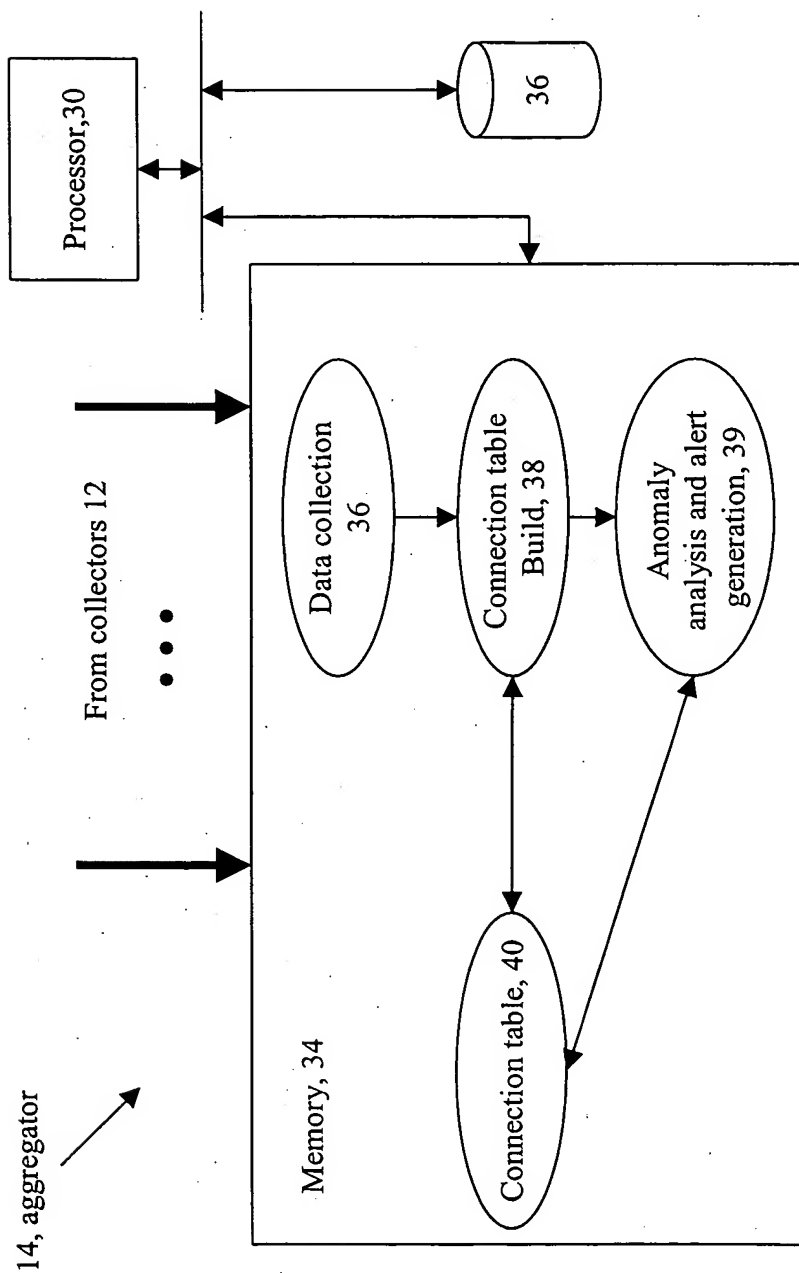 14, aggregator
From collectors 12
Processor,30
36
Memory, 34
Data collection
36
Connection table
Build, 38
Connection table, 40
Anomaly
analysis and alert
generation, 39